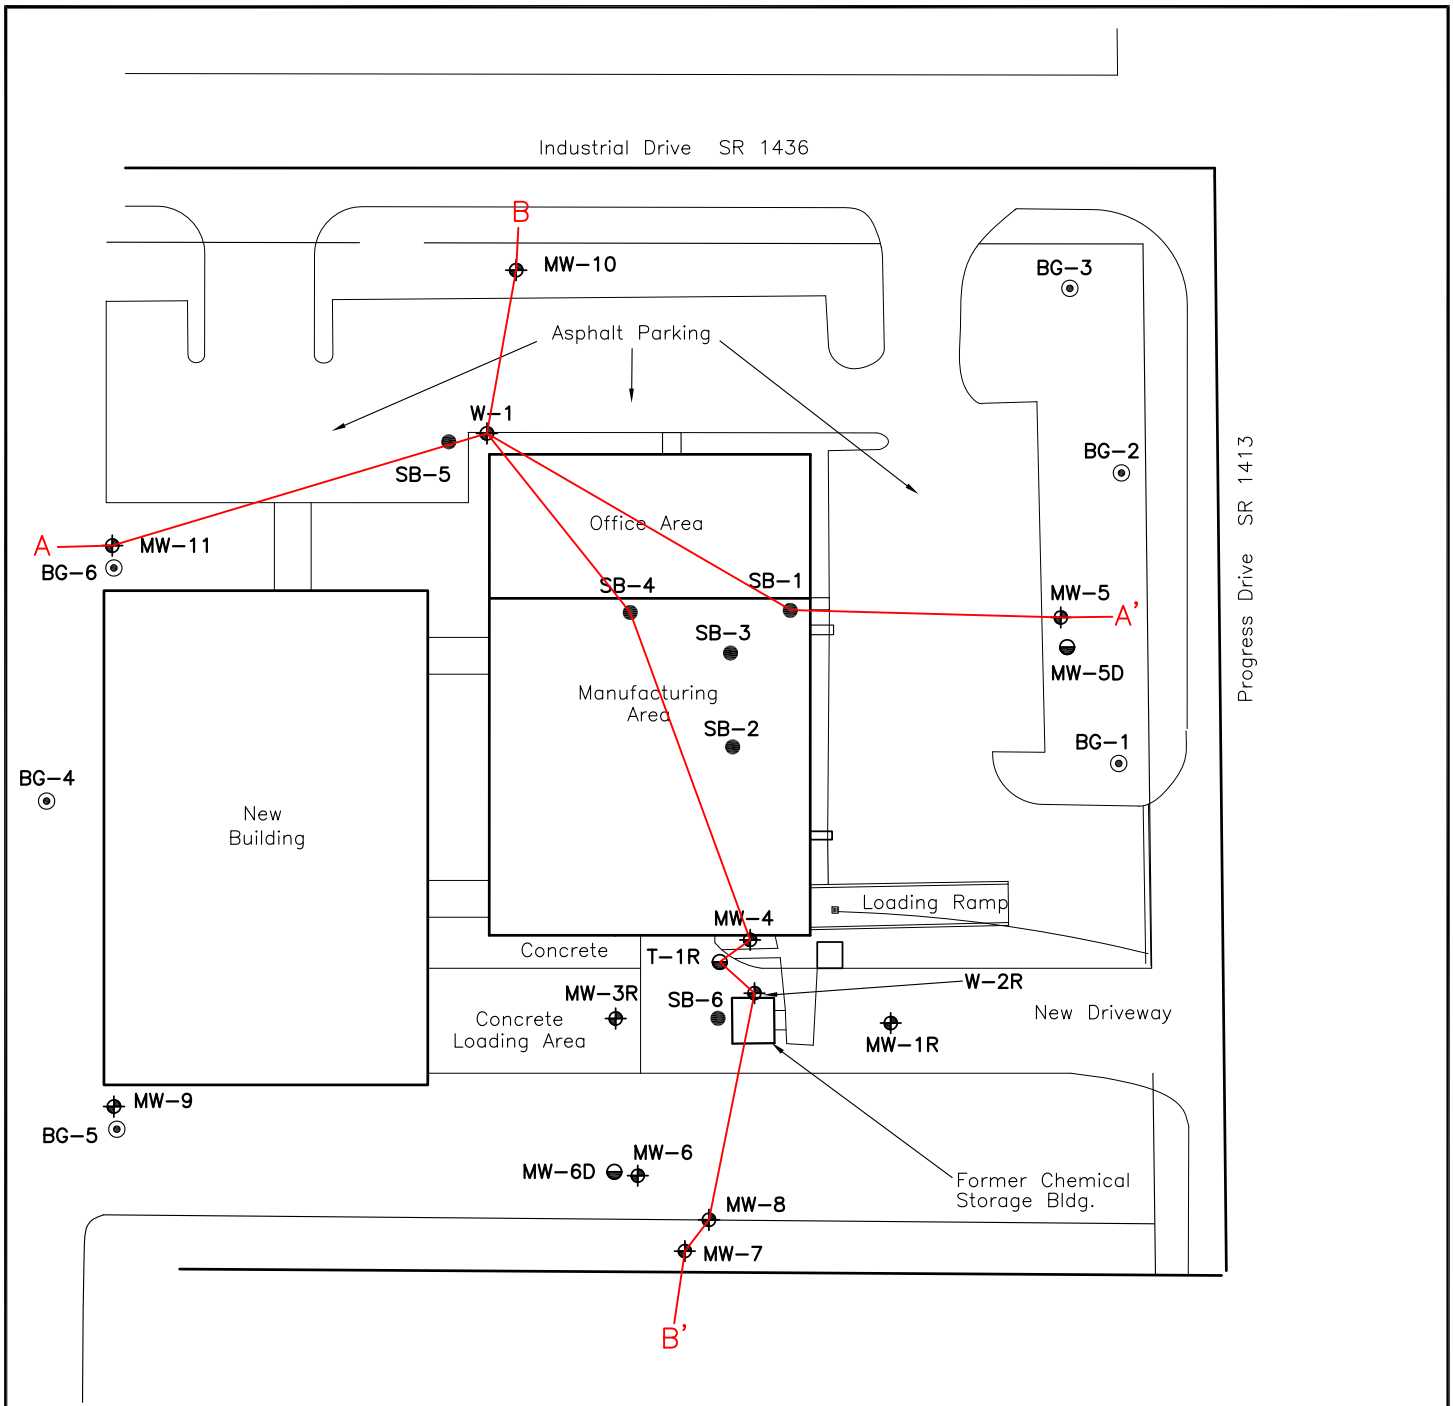 Industrial Drive SR 1436
B
MW-10
BG-3
Asphalt Parking
W-1
SB-5
BG-2
Progress Drive SR 1413
Office Area
A
MW-11
BG-6
SB-4
SB-1
MW-5
A'
SB-3
MW-5D
Manufacturing
Area
SB-2
BG-1
BG-4
New
Building
Loading Ramp
MW-4
Concrete
T-1R
W-2R
MW-3R
SB-6
Concrete
Loading Area
New Driveway
MW-1R
MW-9
BG-5
MW-6
MW-6D
Former Chemical
Storage Bldg.
MW-8
MW-7
B'